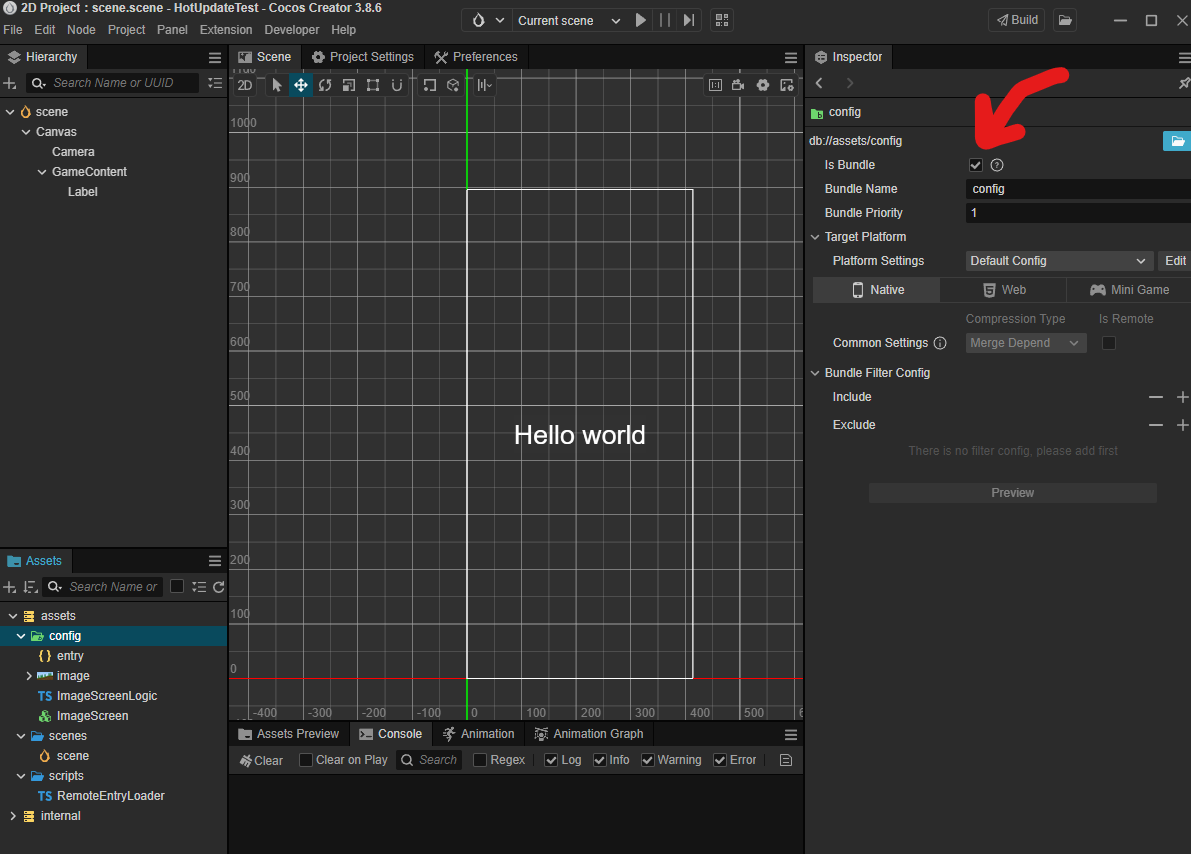 2D Project : scene.scene - HotUpdateTest - Cocos Creator 3.8.6
File Edit Node Project Panel Extension Developer Help
Current scene
Build
Hierarchy
Search Name or UUID
scene
Canvas
Camera
GameContent
Label
Scene Project Settings Preferences
2D
1000
900
800
700
600
500
400
300
200
100
0
-400 -300 -200 -100 0 100 200 300 400 500
Hello world
Inspector
config
db://assets/config
Is Bundle
Bundle Name config
Bundle Priority 1
Target Platform
Platform Settings Default Config Edit
Native Web Mini Game
Compression Type Is Remote
Common Settings Merge Depend
Bundle Filter Config
Include
Exclude
There is no filter config, please add first
Preview
Assets
Search Name or
assets
config
{ } entry
image
TS ImageScreenLogic
ImageScreen
scenes
scene
scripts
TS RemoteEntryLoader
internal
Assets Preview Console Animation Animation Graph
Clear Clear on Play Search Regex Log Info Warning Error